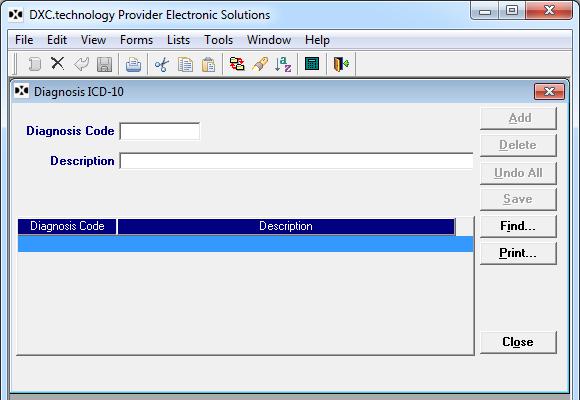 DXC.technology Provider Electronic Solutions
File Edit View Forms Lists Tools Window Help
Diagnosis ICD-10
Diagnosis Code
Description
Add
Delete
Undo All
Save
Diagnosis Code Description
Find...
Print...
Close